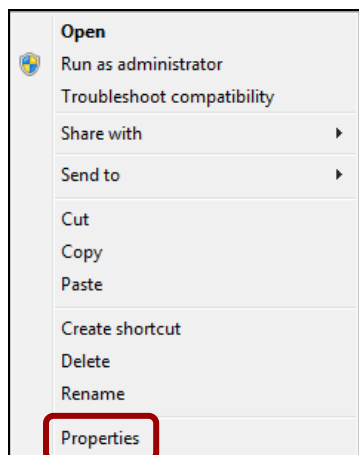 Open
Run as administrator
Troubleshoot compatibility
Share with
Send to
Cut
Copy
Paste
Create shortcut
Delete
Rename
Properties